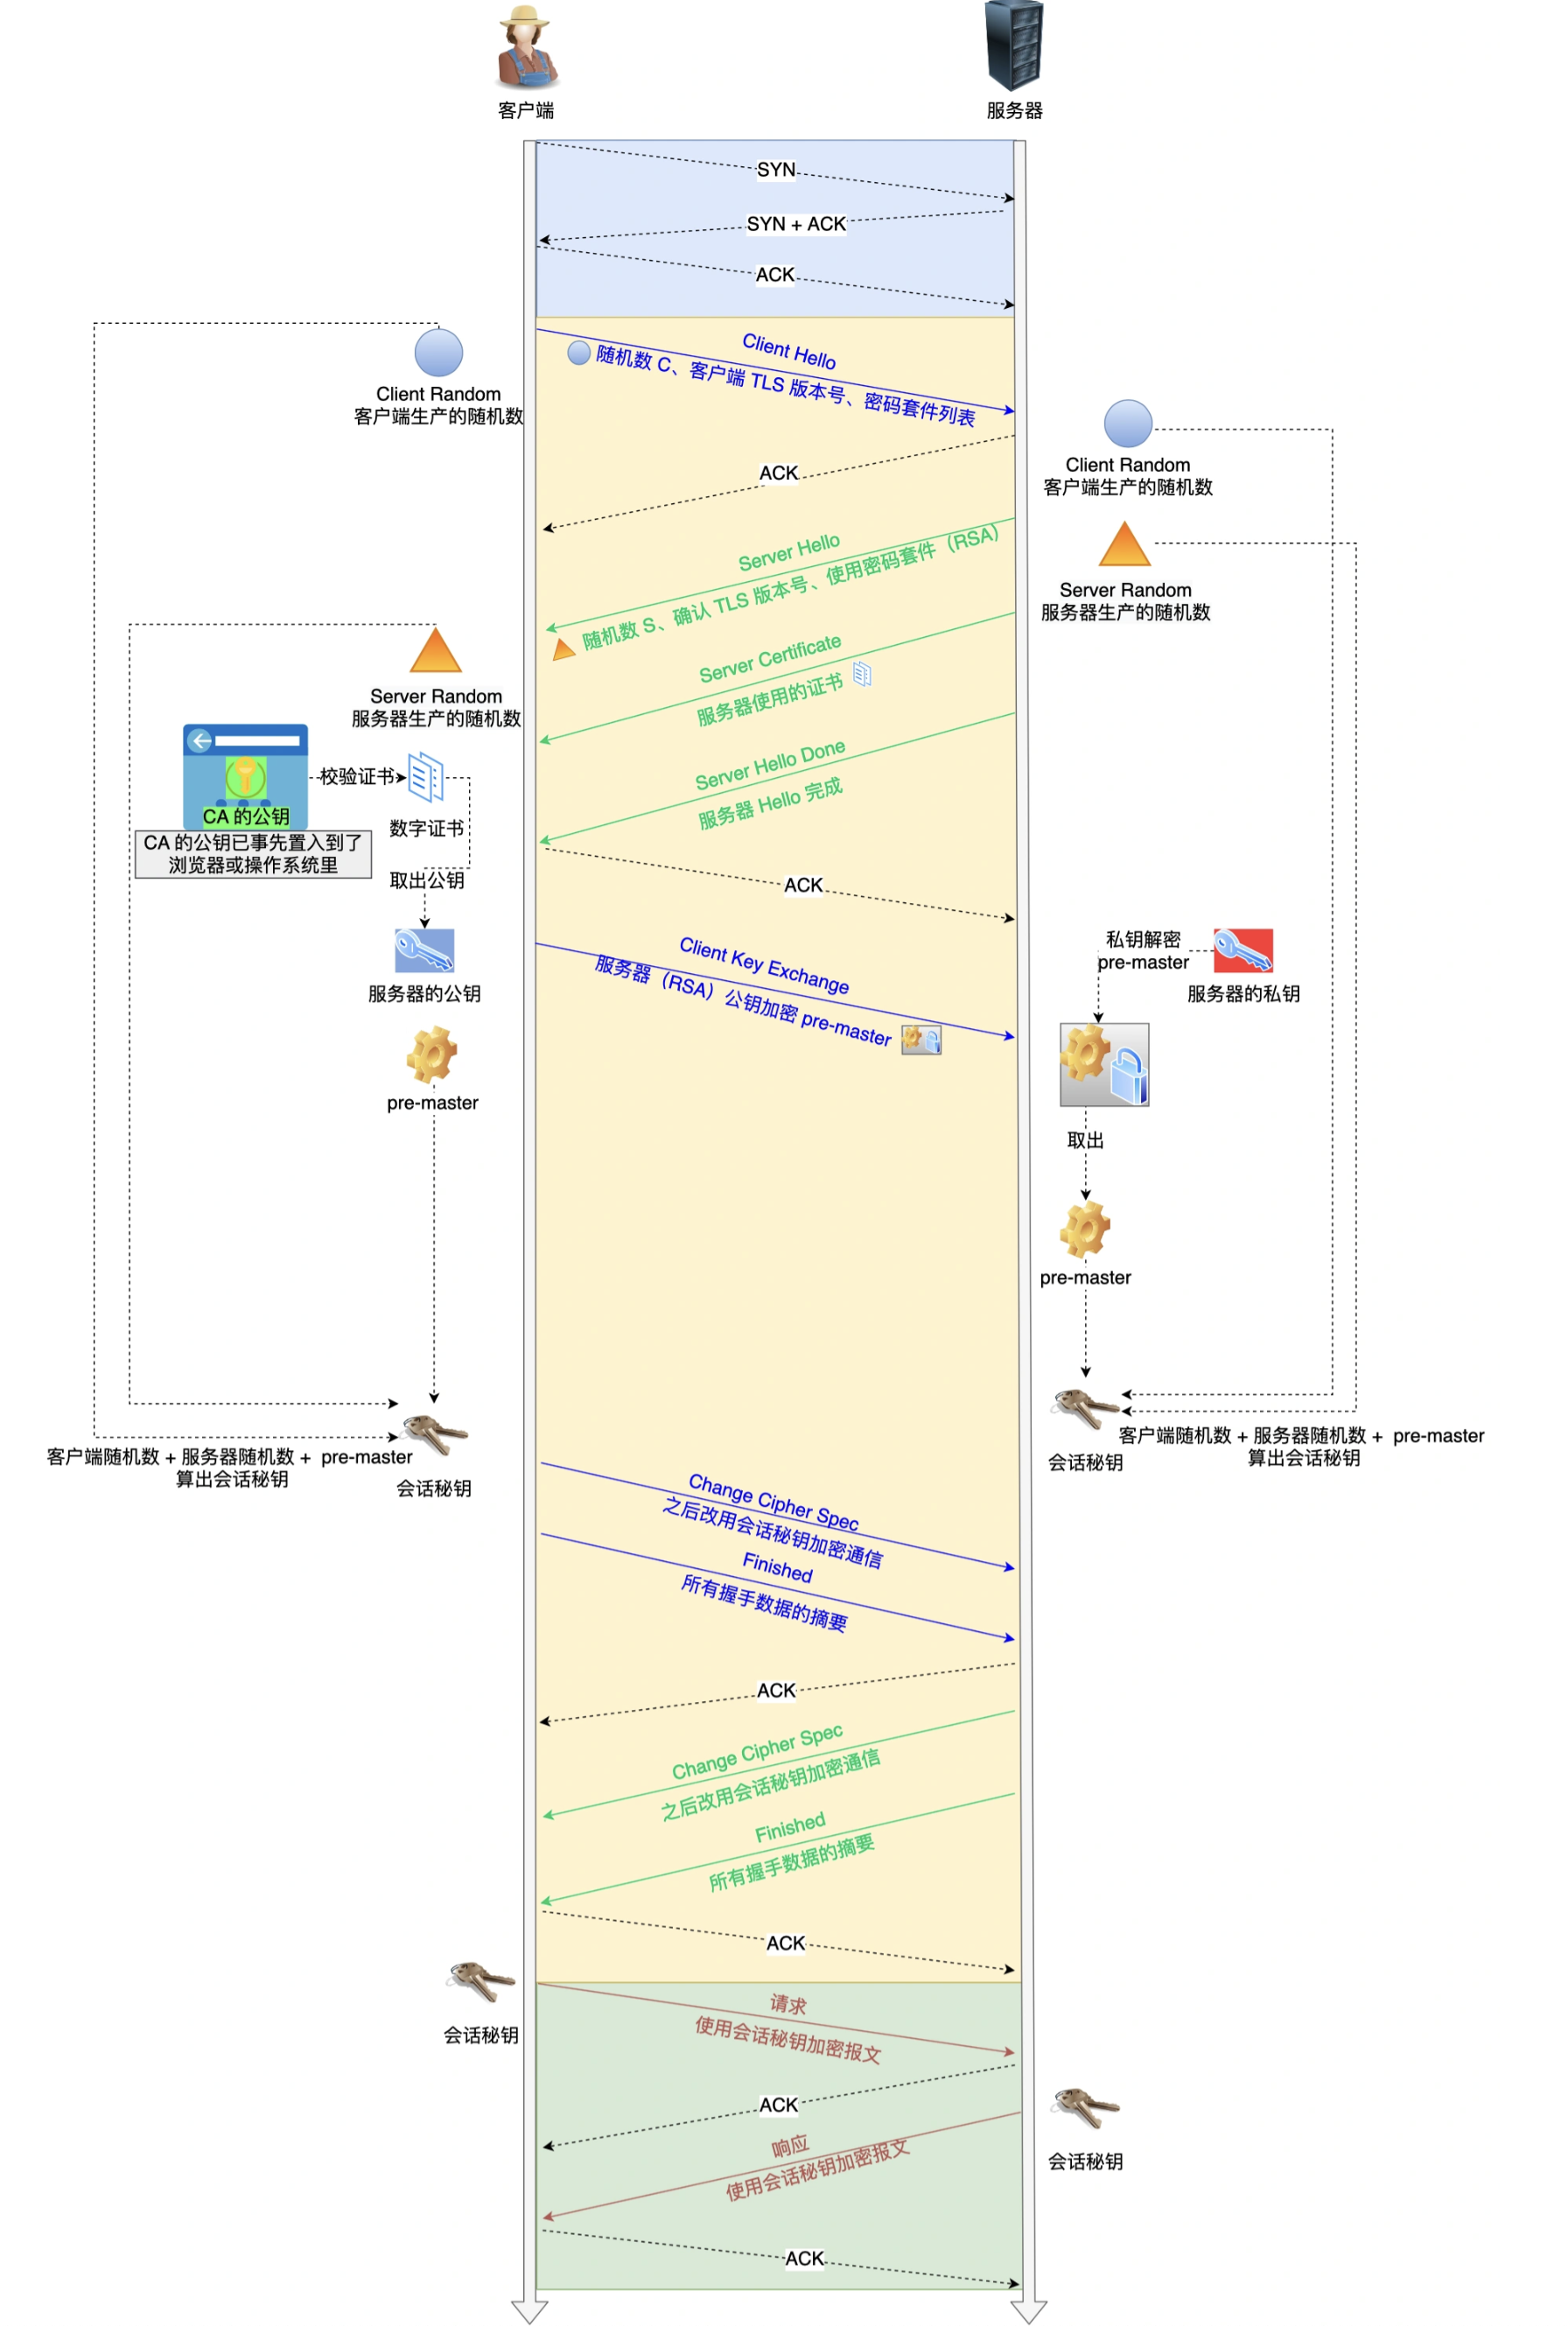 客户端
服务器
SYN
SYN + ACK
ACK
Client Hello
随机数 C、客户端 TLS 版本号、密码套件列表
Client Random
客户端生产的随机数
Client Random
客户端生产的随机数
ACK
Server Hello
随机数 S、确认 TLS 版本号、使用密码套件（RSA）
Server Random
服务器生产的随机数
Server Certificate
服务器使用的证书
Server Random
服务器生产的随机数
Server Hello Done
服务器 Hello 完成
校验证书
CA 的公钥
数字证书
CA 的公钥已事先置入到了
浏览器或操作系统里
取出公钥
ACK
Client Key Exchange
服务器（RSA）公钥加密 pre-master
私钥解密
pre-master
服务器的公钥
服务器的私钥
pre-master
取出
pre-master
客户端随机数 + 服务器随机数 + pre-master
算出会话秘钥
会话秘钥
客户端随机数 + 服务器随机数 + pre-master
算出会话秘钥
会话秘钥
Change Cipher Spec
之后改用会话秘钥加密通信
Finished
所有握手数据的摘要
ACK
Change Cipher Spec
之后改用会话秘钥加密通信
Finished
所有握手数据的摘要
ACK
会话秘钥
请求
使用会话秘钥加密报文
ACK
响应
使用会话秘钥加密报文
会话秘钥
ACK